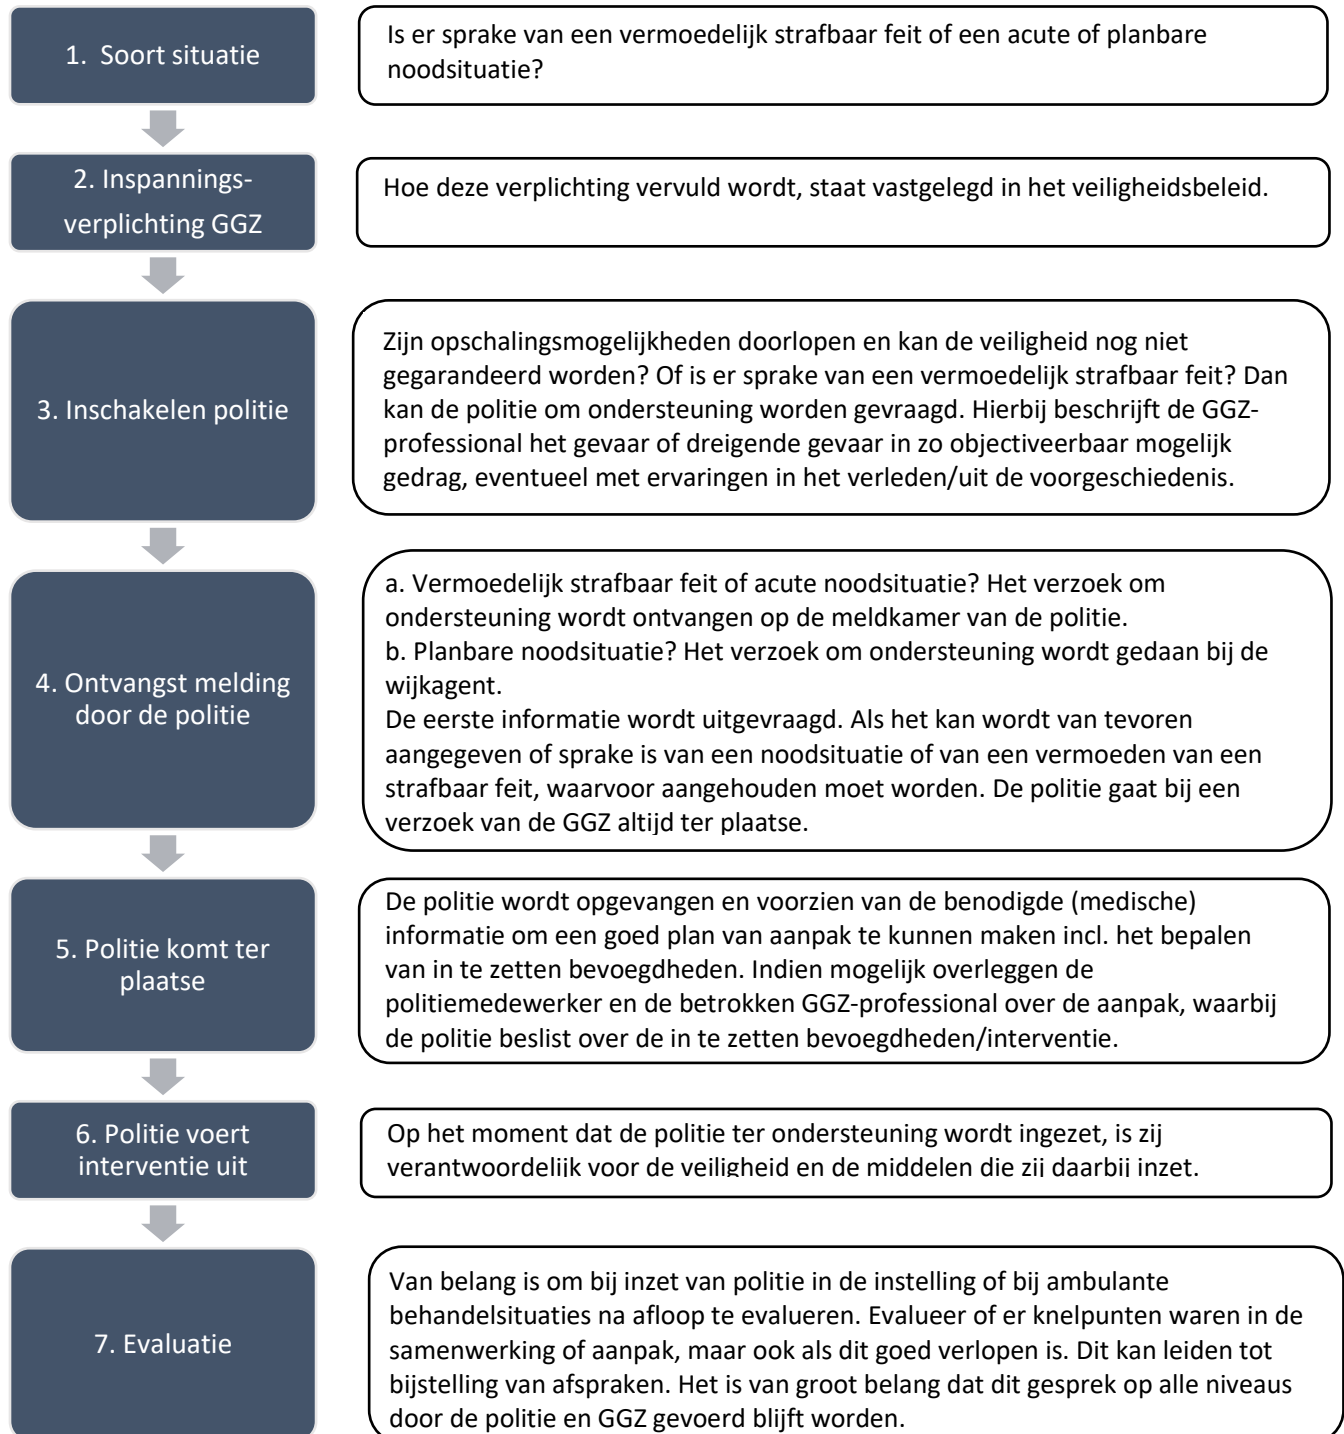 1. Soort situatie
Is er sprake van een vermoedelijk strafbaar feit of een acute of planbare
noodsituatie?
2. Inspannings-
verplichting GGZ
Hoe deze verplichting vervuld wordt, staat vastgelegd in het veiligheidsbeleid.
3. Inschakelen politie
Zijn opschalingsmogelijkheden doorlopen en kan de veiligheid nog niet
gegarandeerd worden? Of is er sprake van een vermoedelijk strafbaar feit? Dan
kan de politie om ondersteuning worden gevraagd. Hierbij beschrijft de GGZ-
professional het gevaar of dreigende gevaar in zo objectiveerbaar mogelijk
gedrag, eventueel met ervaringen in het verleden/uit de voorgeschiedenis.
4. Ontvangst melding
door de politie
a. Vermoedelijk strafbaar feit of acute noodsituatie? Het verzoek om
ondersteuning wordt ontvangen op de meldkamer van de politie.
b. Planbare noodsituatie? Het verzoek om ondersteuning wordt gedaan bij de
wijkagent.
De eerste informatie wordt uitgevraagd. Als het kan wordt van tevoren
aangegeven of sprake is van een noodsituatie of van een vermoeden van een
strafbaar feit, waarvoor aangehouden moet worden. De politie gaat bij een
verzoek van de GGZ altijd ter plaatse.
5. Politie komt ter
plaatse
De politie wordt opgevangen en voorzien van de benodigde (medische)
informatie om een goed plan van aanpak te kunnen maken incl. het bepalen
van in te zetten bevoegdheden. Indien mogelijk overleggen de
politiemedewerker en de betrokken GGZ-professional over de aanpak, waarbij
de politie beslist over de in te zetten bevoegdheden/interventie.
6. Politie voert
interventie uit
Op het moment dat de politie ter ondersteuning wordt ingezet, is zij
verantwoordelijk voor de veiligheid en de middelen die zij daarbij inzet.
7. Evaluatie
Van belang is om bij inzet van politie in de instelling of bij ambulante
behandelsituaties na afloop te evalueren. Evalueer of er knelpunten waren in de
samenwerking of aanpak, maar ook als dit goed verlopen is. Dit kan leiden tot
bijstelling van afspraken. Het is van groot belang dat dit gesprek op alle niveaus
door de politie en GGZ gevoerd blijft worden.